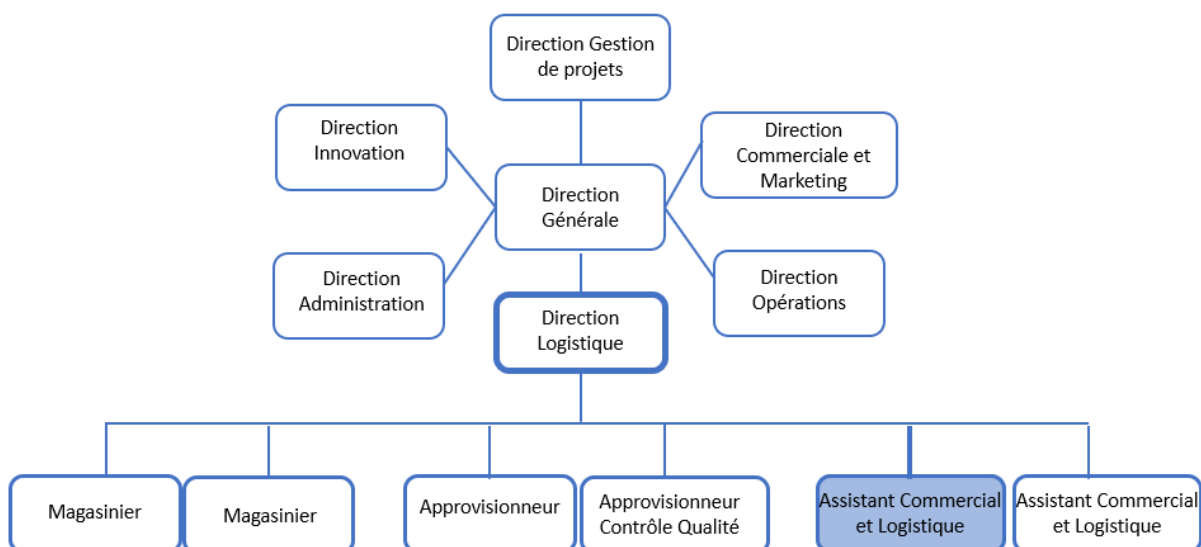 Direction Gestion
de projets
Direction
Innovation
Direction
Commerciale et
Marketing
Direction
Générale
Direction
Administration
Direction
Opérations
Direction
Logistique
Magasinier
Magasinier
Approvisionneur
Approvisionneur
Contrôle Qualité
Assistant Commercial
et Logistique
Assistant Commercial
et Logistique